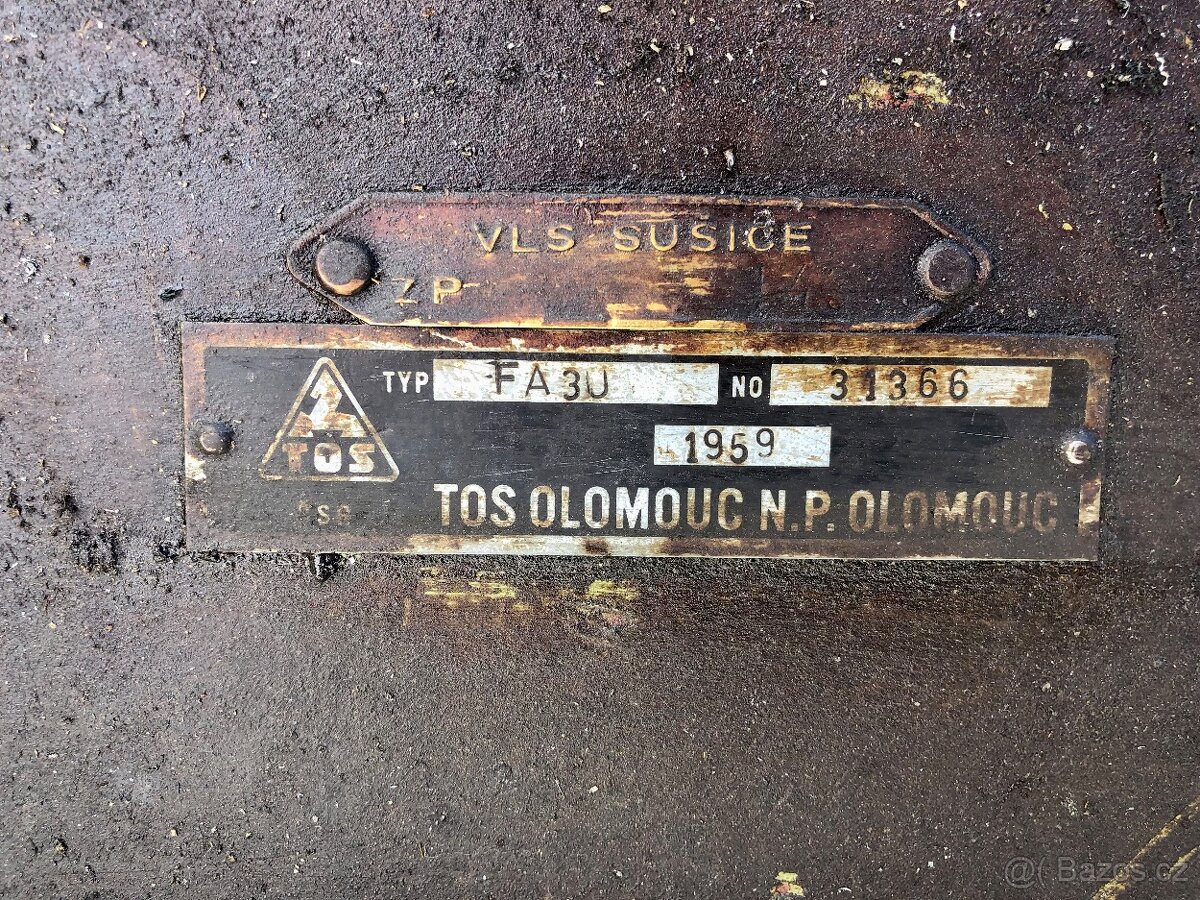 VLS SUSICE
ZP
TYP FA3U NO 31366
TOS
1959
TOS OLOMOUC N.P. OLOMOUC
@( Bazos.cz